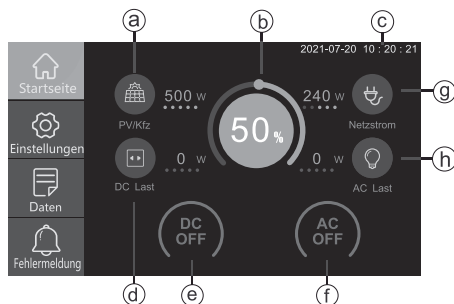 a b c
2021-07-20 10 : 20 : 21
Startseite
500 W 240 W g
PV/Kfz 50 % Netzstrom
Einstellungen
0 W 0 W h
DC Last AC Last
Daten
DC OFF AC OFF
Fehlermeldung
d e f